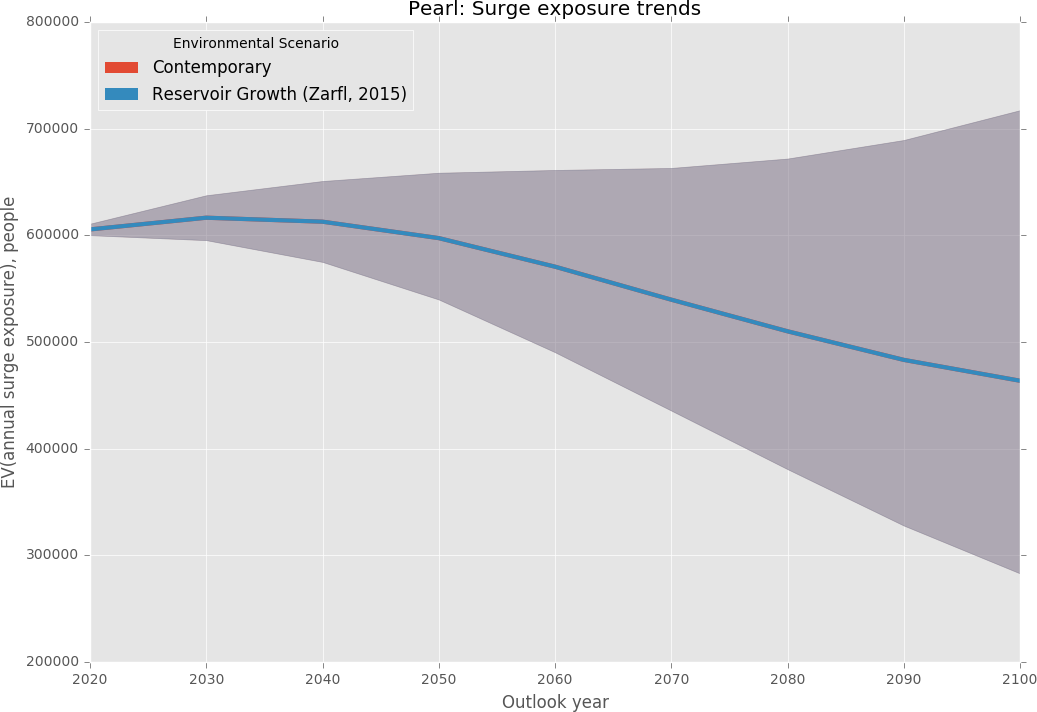 Pearl: Surge exposure trends
800000
700000
600000
500000
400000
300000
200000
EV(annual surge exposure), people
Environmental Scenario
Contemporary
Reservoir Growth (Zarfl, 2015)
2020 2030 2040 2050 2060 2070 2080 2090 2100
Outlook year